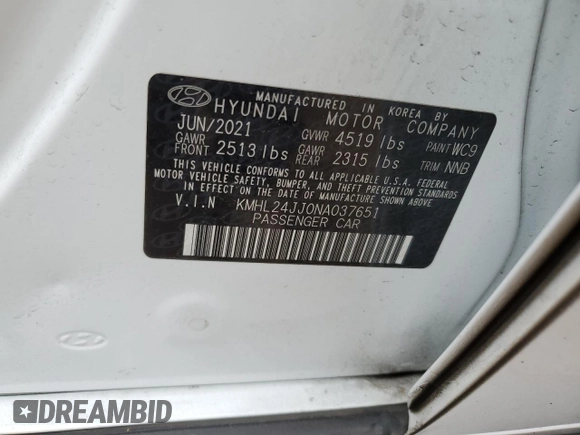 MANUFACTURED IN KOREA BY
HYUNDAI MOTOR COMPANY
JUN/2021 GVWR 4519 lbs PAINT WC9
GAWR FRONT 2513 lbs GAWR REAR 2315 lbs TRIM NNB
THIS VEHICLE CONFORMS TO ALL APPLICABLE U.S.A. FEDERAL
MOTOR VEHICLE SAFETY, BUMPER, AND THEFT PREVENTION STANDARDS
IN EFFECT ON THE DATE OF MANUFACTURE SHOWN ABOVE
V.I.N KMHL24JJ0NA037651
PASSENGER CAR
DREAMBID